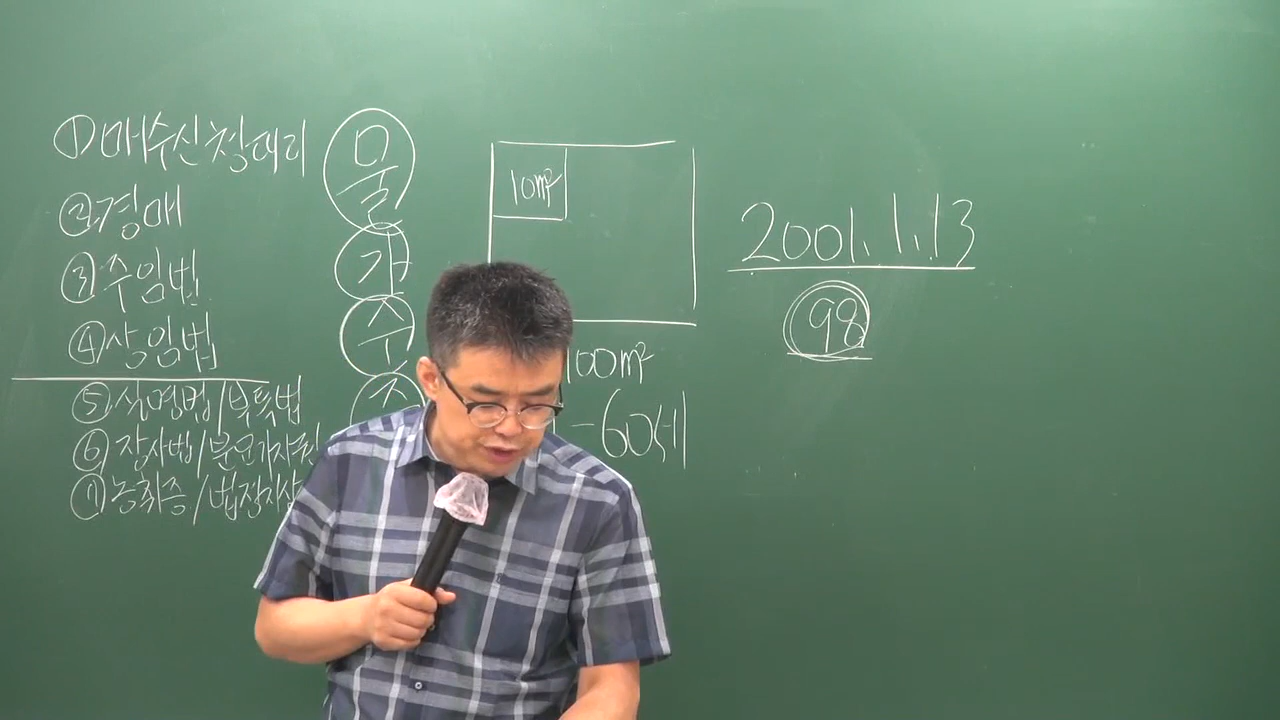 ①매수신청대리
②경매
③주임법
④상임법
⑤실명법/부특법
⑥장사법/분묘기지권
⑦농취증/법정지상
물
가
수
10㎡
100㎡
-60세
2001.1.13
98